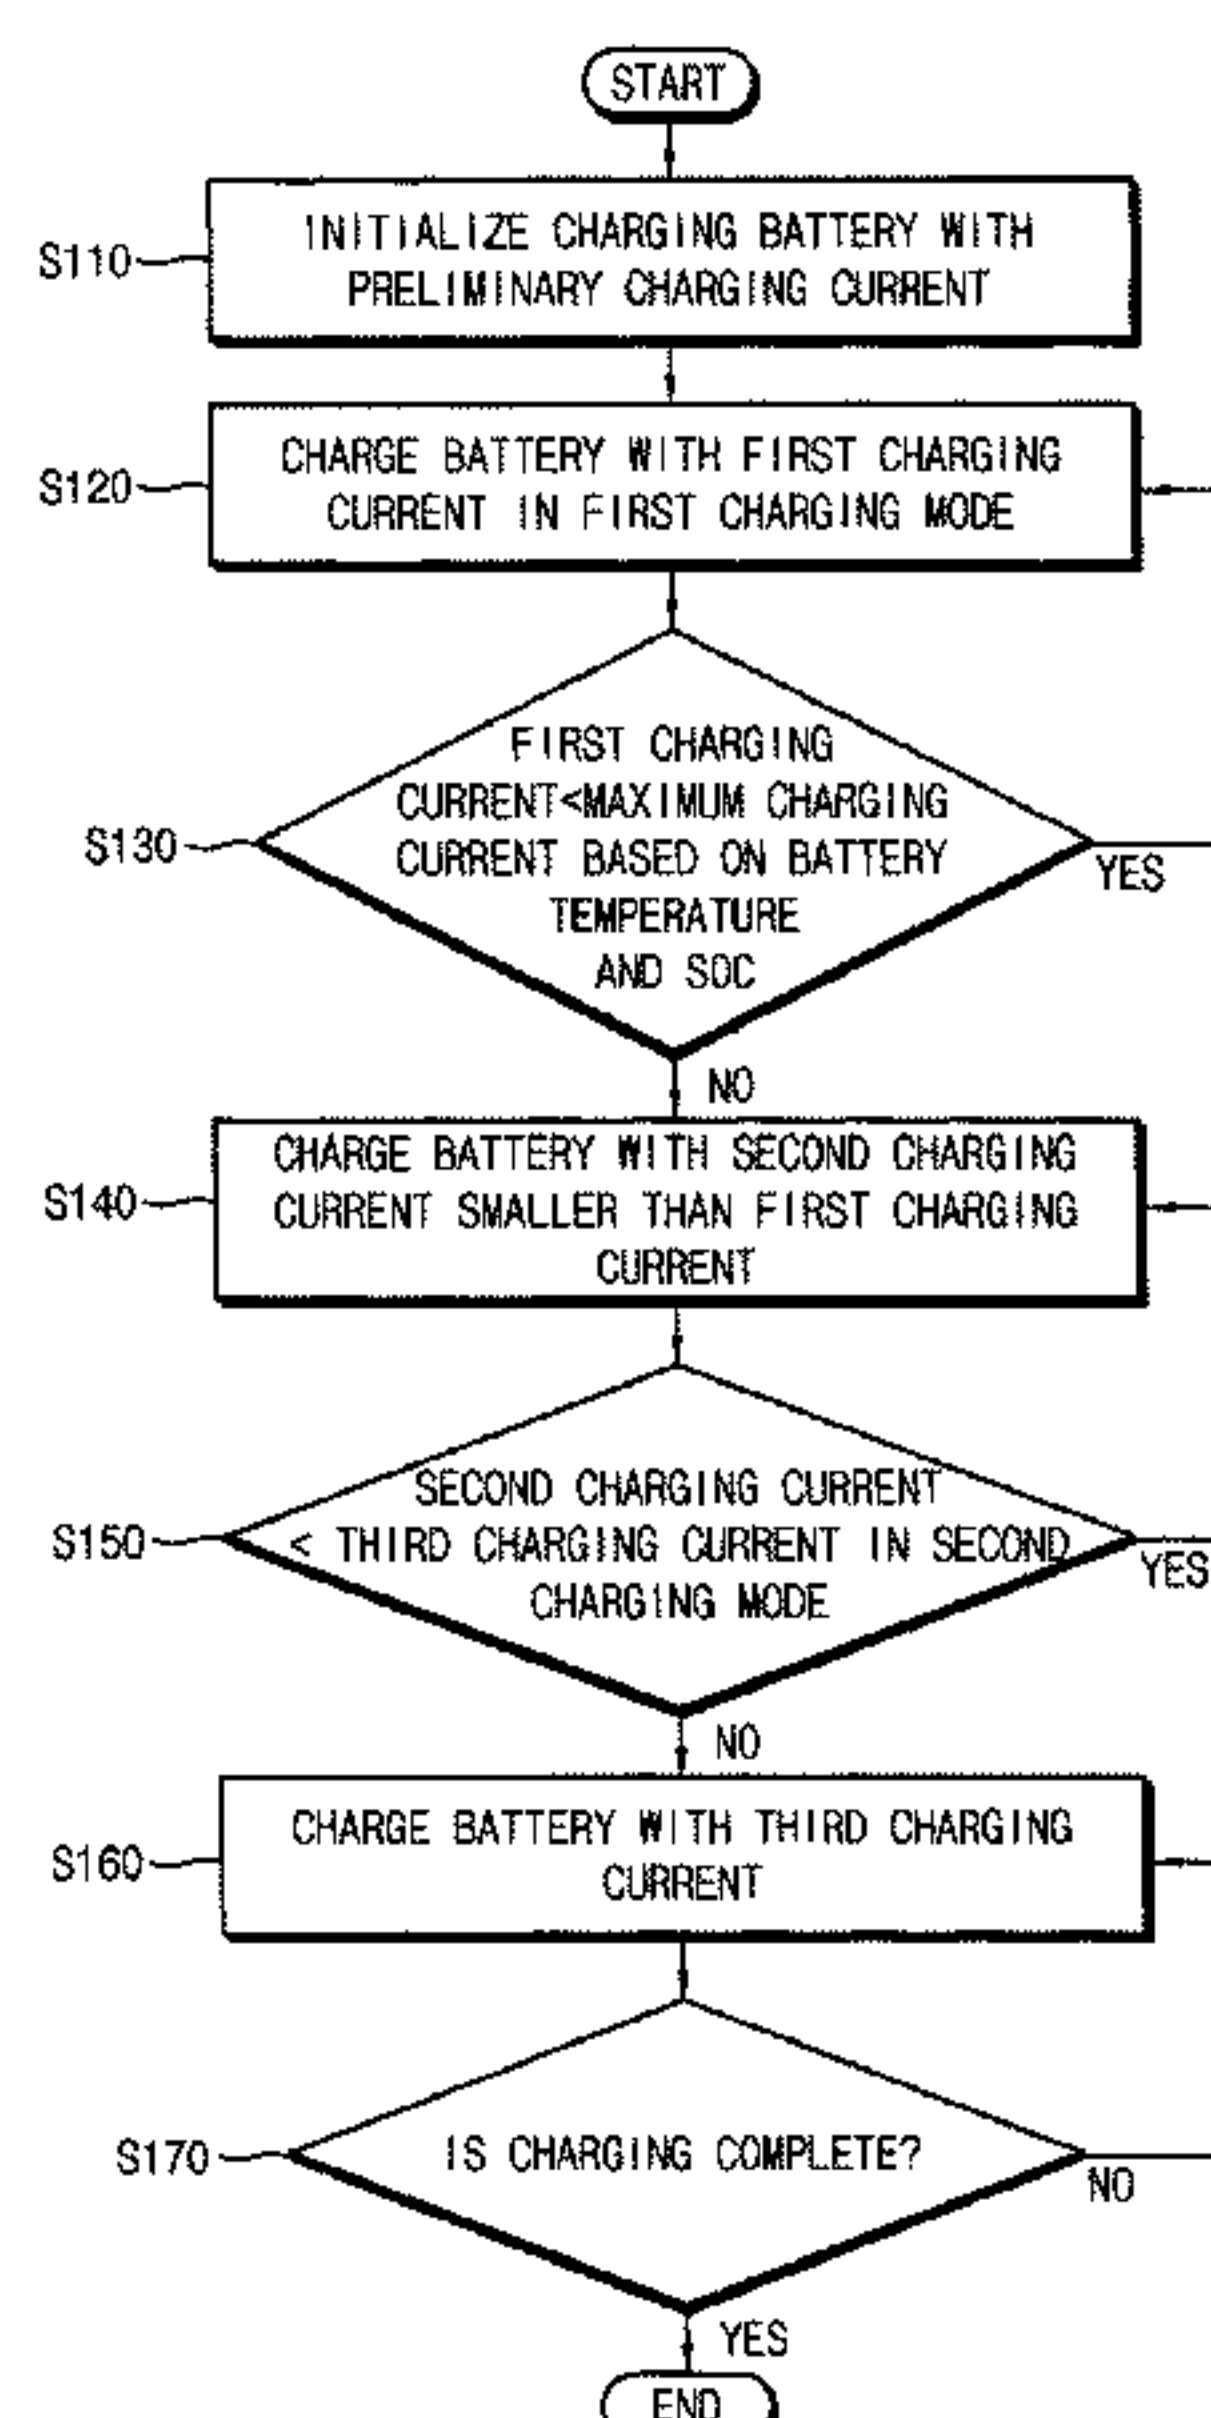 START
S110
INITIALIZE CHARGING BATTERY WITH
PRELIMINARY CHARGING CURRENT
S120
CHARGE BATTERY WITH FIRST CHARGING
CURRENT IN FIRST CHARGING MODE
S130
FIRST CHARGING
CURRENT<MAXIMUM CHARGING
CURRENT BASED ON BATTERY
TEMPERATURE
AND SOC
YES
NO
S140
CHARGE BATTERY WITH SECOND CHARGING
CURRENT SMALLER THAN FIRST CHARGING
CURRENT
S150
SECOND CHARGING CURRENT
< THIRD CHARGING CURRENT IN SECOND
CHARGING MODE
YES
NO
S160
CHARGE BATTERY WITH THIRD CHARGING
CURRENT
S170
IS CHARGING COMPLETE?
NO
YES
END